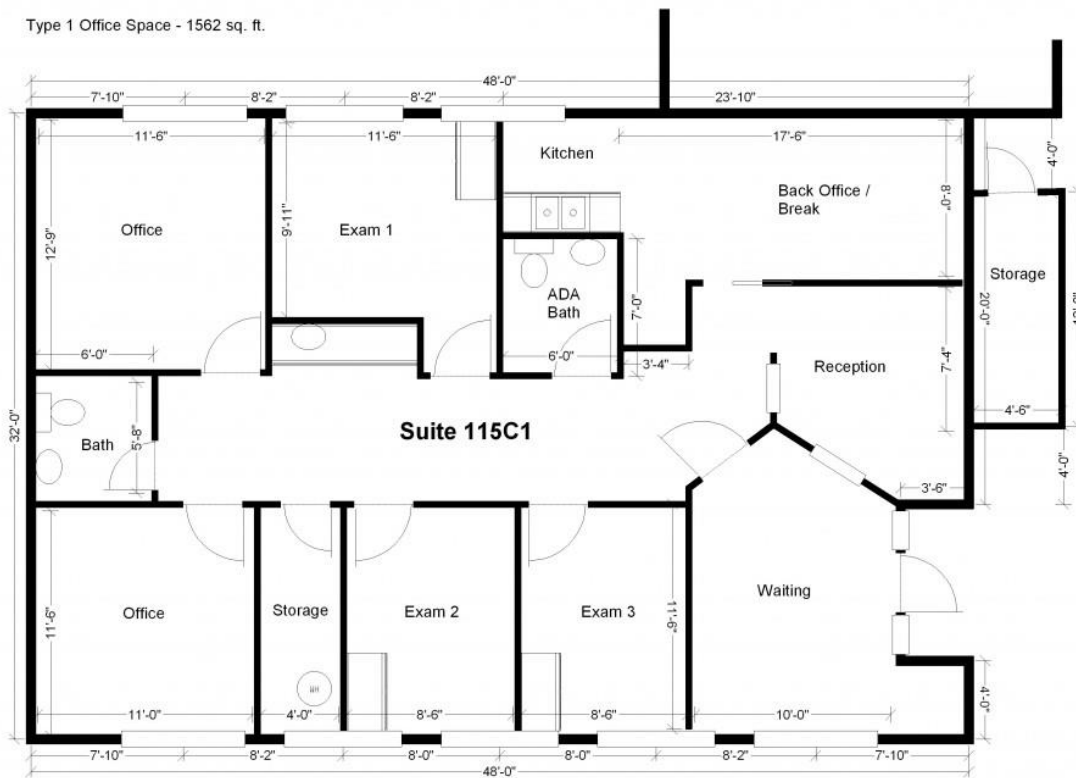 Type 1 Office Space - 1562 sq. ft.
48'-0"
7'-10"
8'-2"
8'-2"
23'-10"
11'-6"
11'-6"
17'-6"
Kitchen
4'-0"
8'-0"
Back Office /
Break
Office
Exam 1
9'-11"
12'-9"
Storage
ADA
Bath
7'-0"
20'-0"
6'-0"
6'-0"
3'-4"
7'-4"
Reception
4'-6"
32'-0"
Suite 115C1
Bath
5'-8"
4'-0"
3'-6"
Office
Storage
Exam 2
Exam 3
Waiting
11'-6"
11'-6"
WH
4'-0"
11'-0"
4'-0"
8'-6"
8'-6"
10'-0"
7'-10"
8'-2"
8'-0"
8'-0"
8'-2"
7'-10"
48'-0"